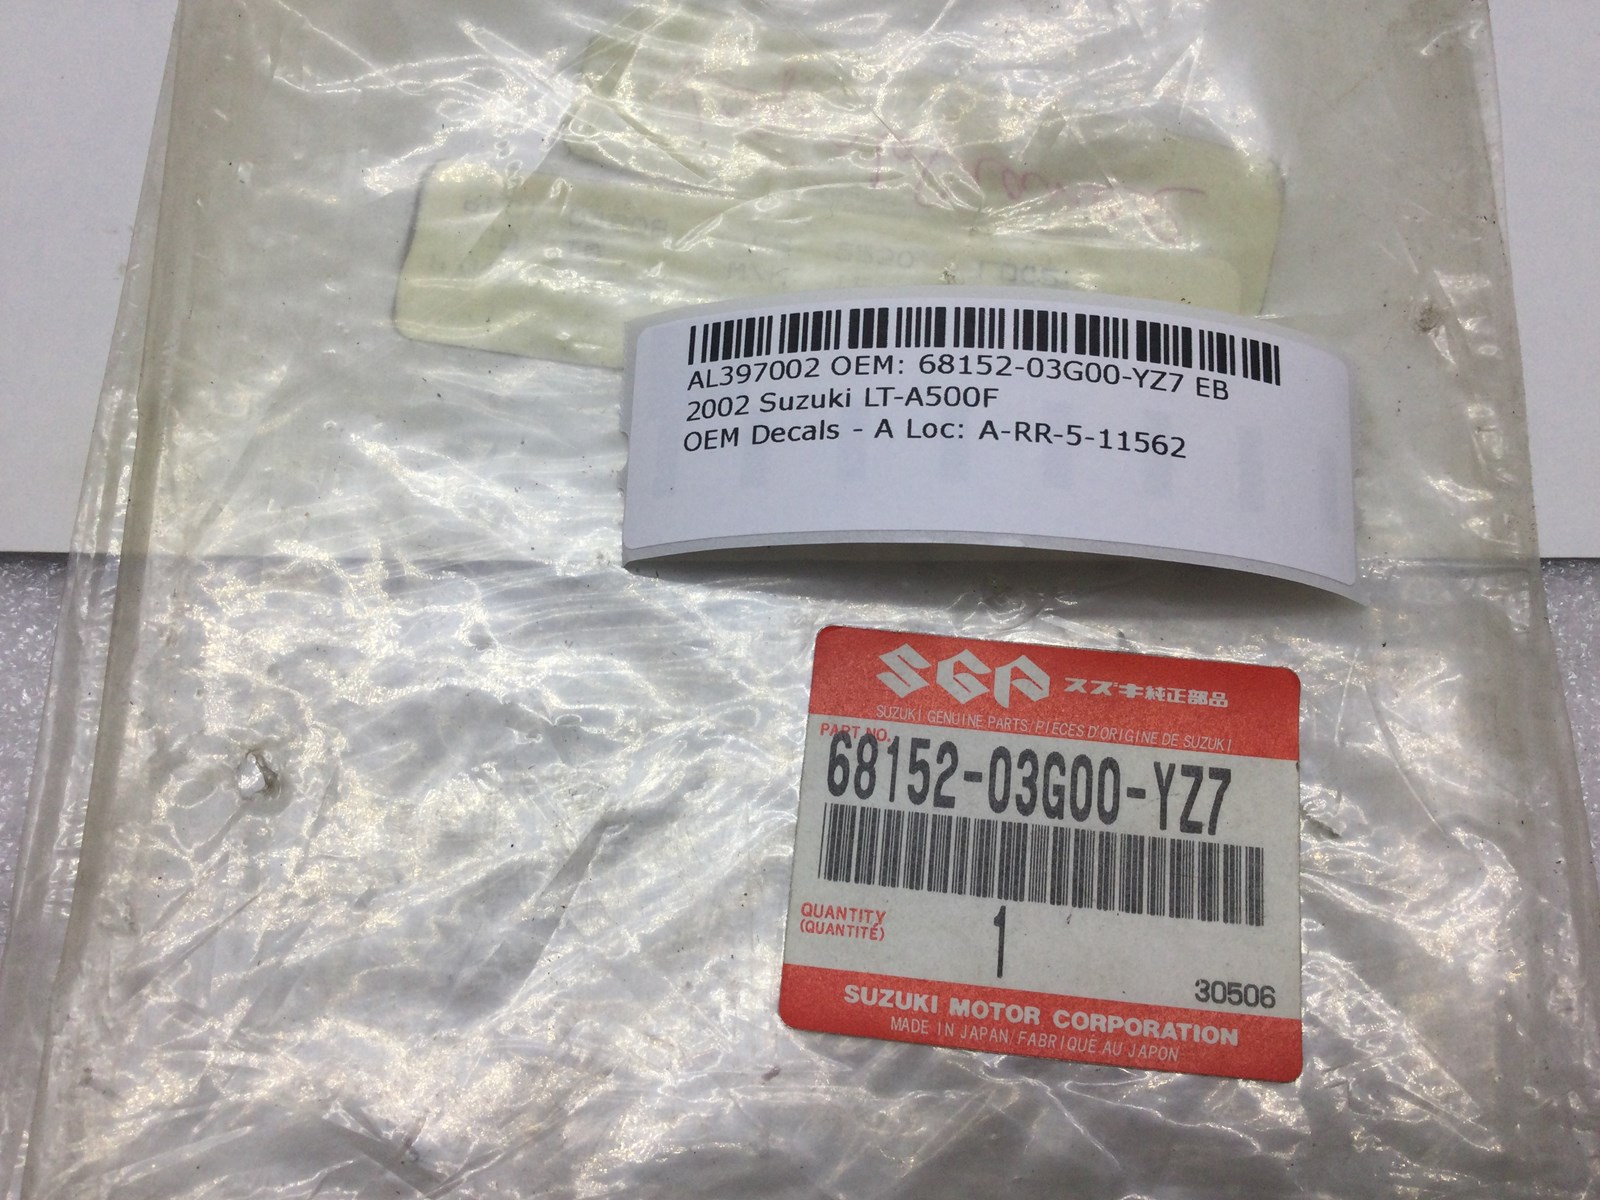 AL397002 OEM: 68152-03G00-YZ7 EB
2002 Suzuki LT-A500F
OEM Decals - A Loc: A-RR-5-11562
SGP スズキ純正部品
SUZUKI GENUINE PARTS/PIECES D'ORIGINE DE SUZUKI
PART NO.
68152-03G00-YZ7
QUANTITY
(QUANTITÉ)
1
30506
SUZUKI MOTOR CORPORATION
MADE IN JAPAN/FABRIQUE AU JAPON